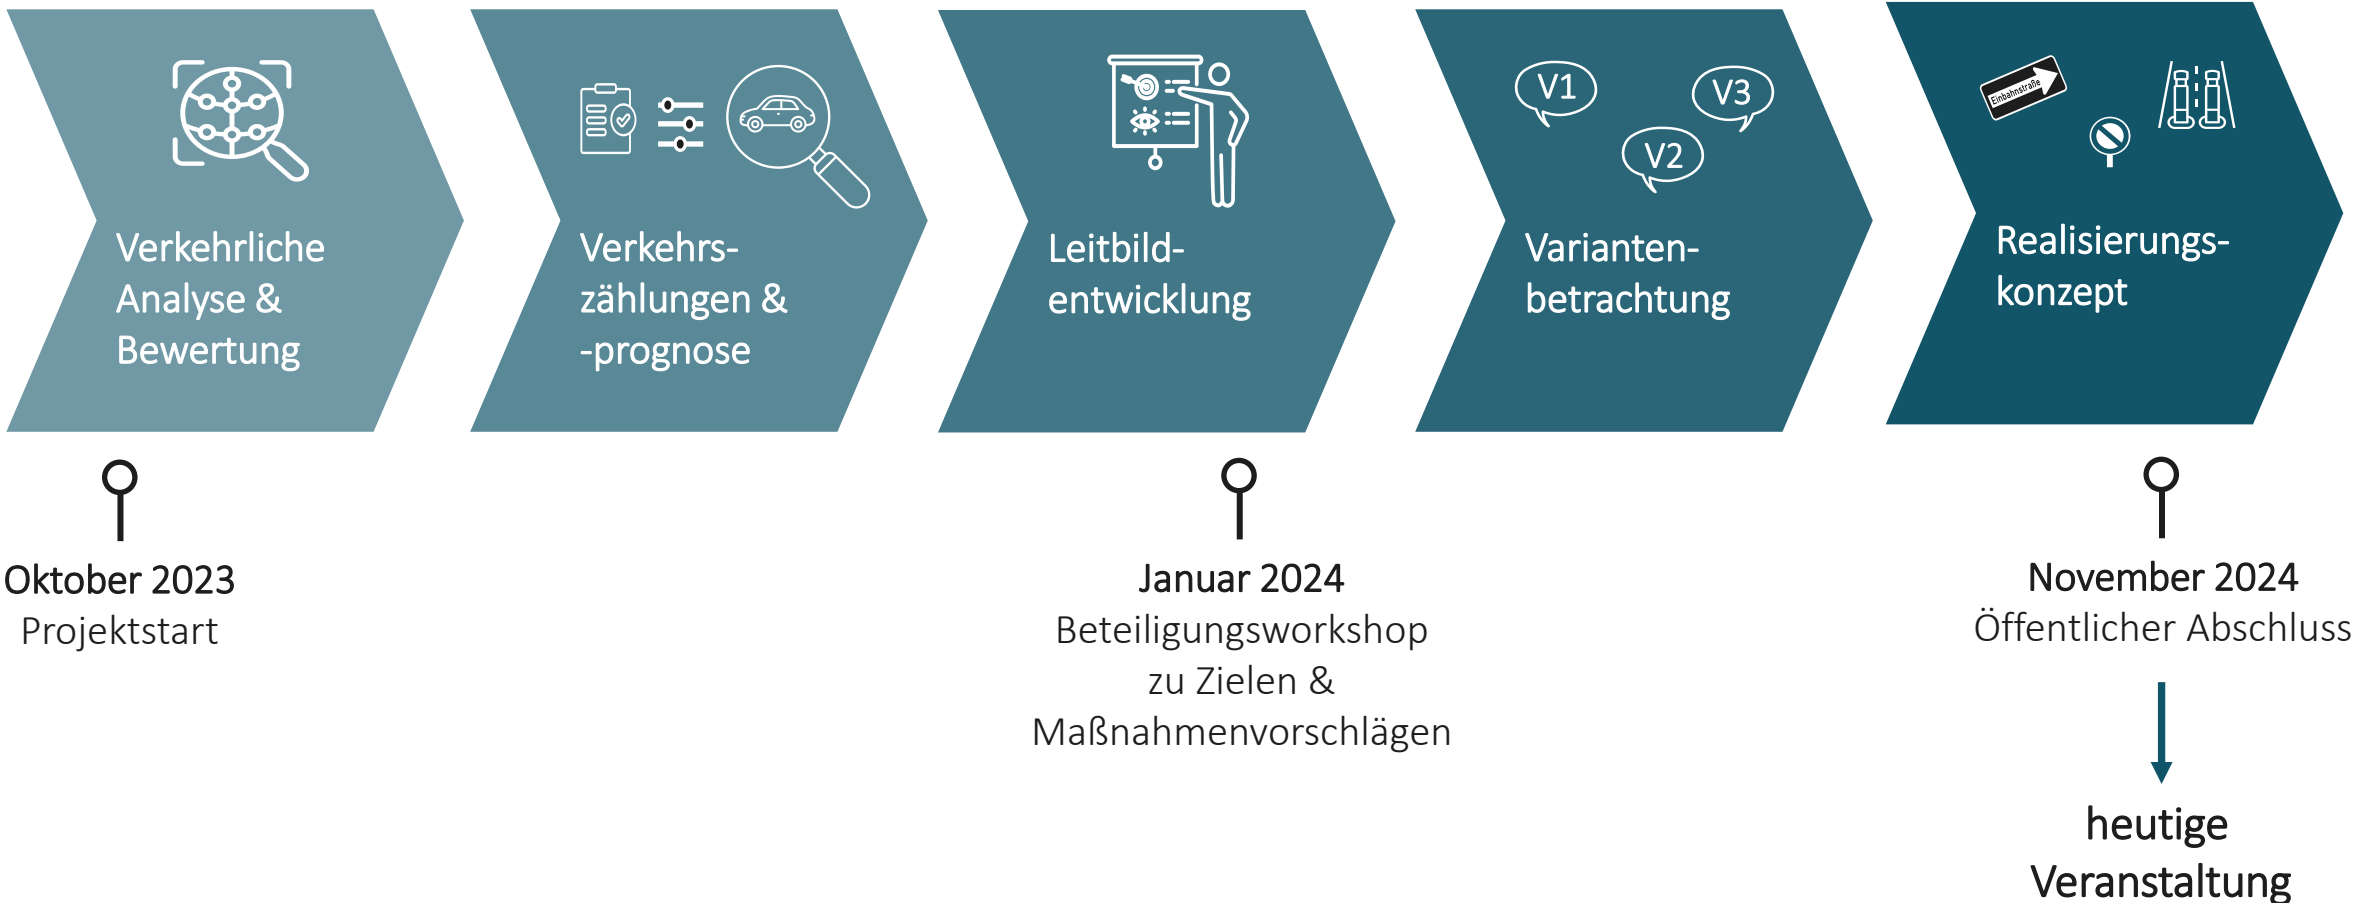 Verkehrliche
Analyse &
Bewertung
Verkehrs-
zählungen &
-prognose
Leitbild-
entwicklung
V1
V2
V3
Varianten-
betrachtung
Einbahnstraße
Realisierungs-
konzept
Oktober 2023
Projektstart
Januar 2024
Beteiligungsworkshop
zu Zielen &
Maßnahmenvorschlägen
November 2024
Öffentlicher Abschluss
heutige
Veranstaltung